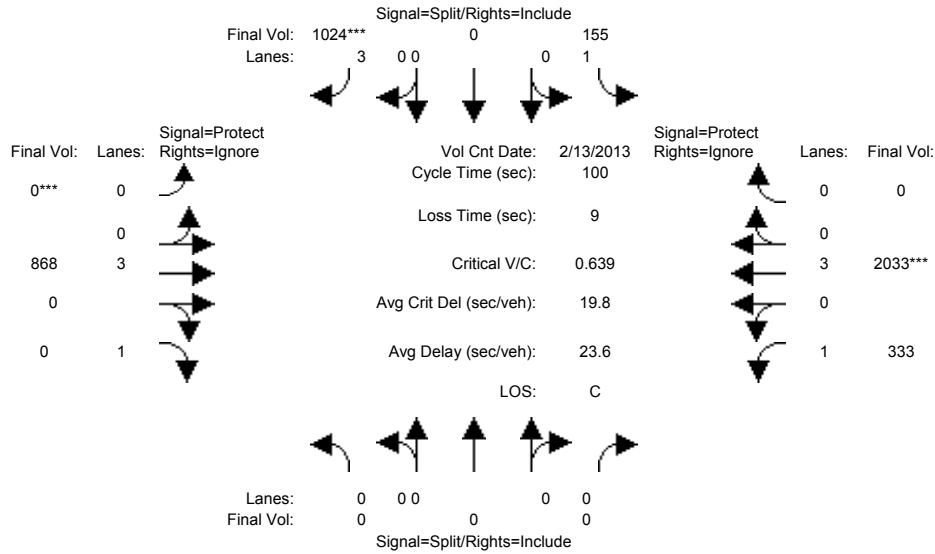 Signal=Split/Rights=Include
Final Vol: 1024*** 0 155
Lanes: 3 0 0 0 1
Signal=Protect Signal=Protect
Final Vol: Lanes: Rights=Ignore Vol Cnt Date: 2/13/2013 Rights=Ignore Lanes: Final Vol:
Cycle Time (sec): 100
0*** 0 0 0
Loss Time (sec): 9
0 0
868 3 Critical V/C: 0.639 3 2033***
0 Avg Crit Del (sec/veh): 19.8 0
0 1 Avg Delay (sec/veh): 23.6 1 333
LOS: C
Lanes: 0 0 0 0 0
Final Vol: 0 0 0
Signal=Split/Rights=Include